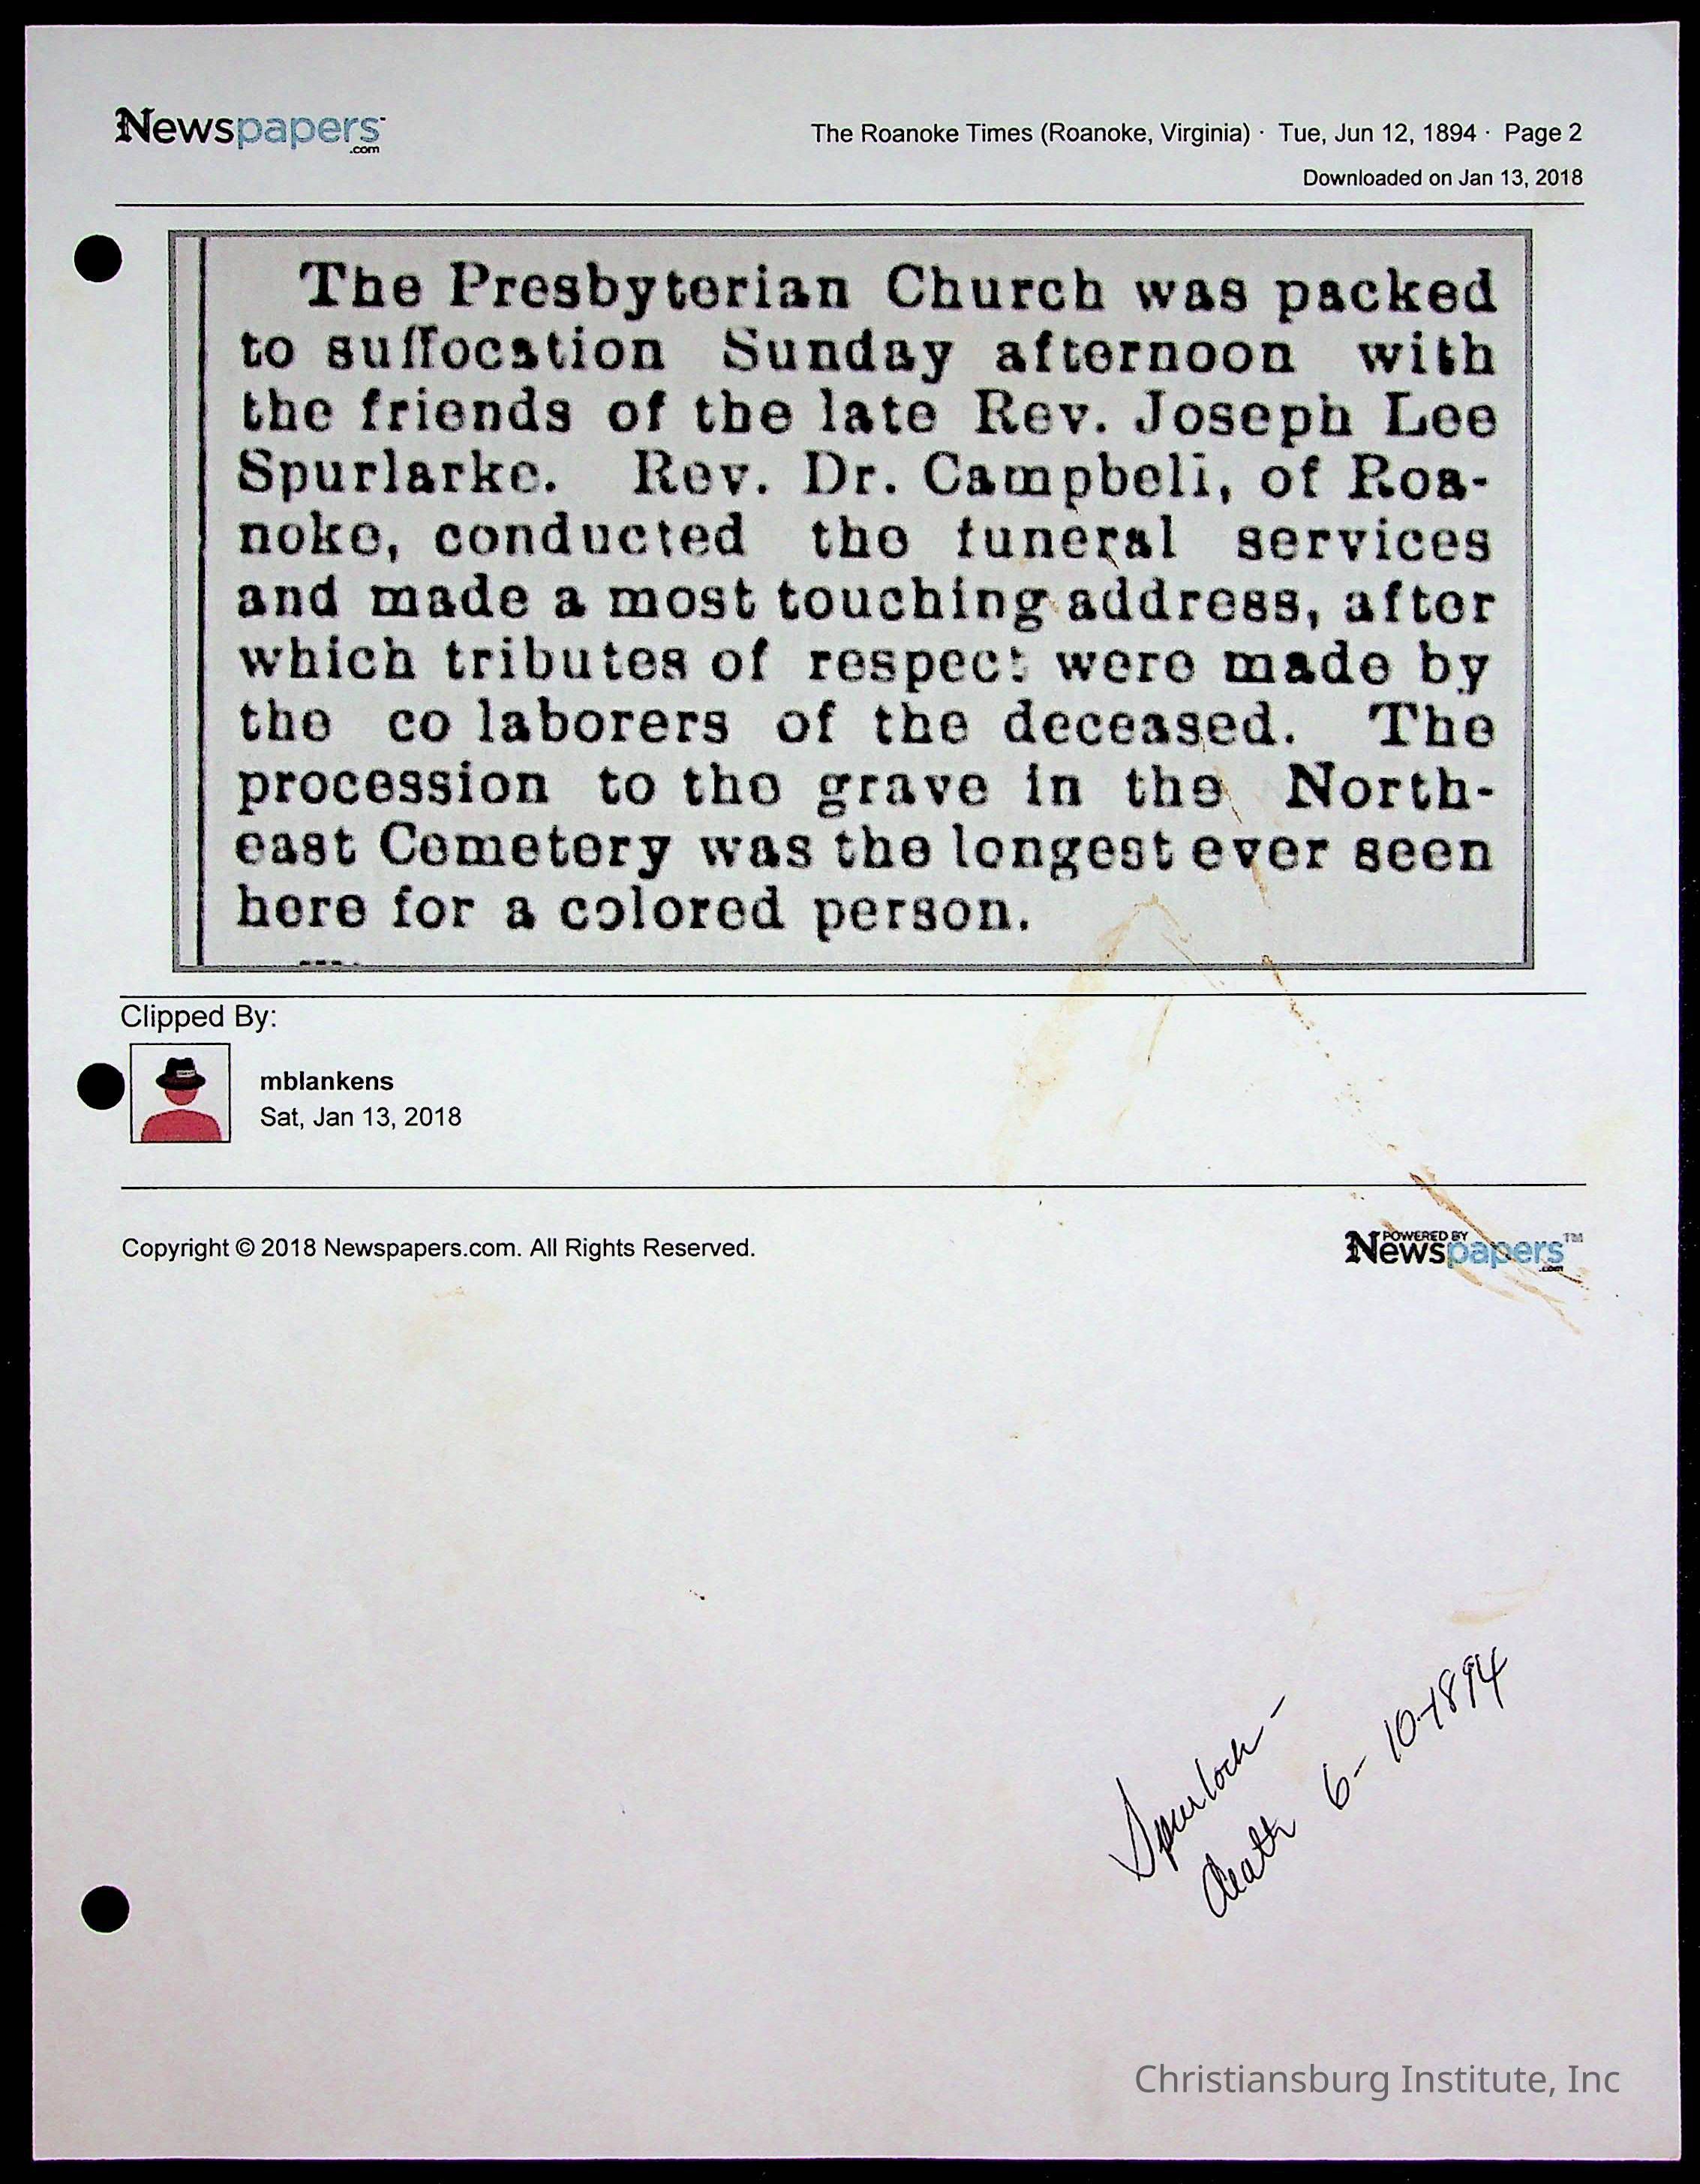 Newspapers.com
The Roanoke Times (Roanoke, Virginia) · Tue, Jun 12, 1894 · Page 2
Downloaded on Jan 13, 2018
The Presbyterian Church was packed
to suffocation Sunday afternoon with
the friends of the late Rev. Joseph Lee
Spurlarke. Rev. Dr. Campbell, of Roa-
noke, conducted the funeral services
and made a most touching address, after
which tributes of respect were made by
the co laborers of the deceased. The
procession to the grave in the North-
east Cemetery was the longest ever seen
here for a colored person.
Clipped By:
mblankens
Sat, Jan 13, 2018
Copyright © 2018 Newspapers.com. All Rights Reserved.
POWERED BY
Newspapers.com™
Spurlock -
death 6-10-1894
Christiansburg Institute, Inc